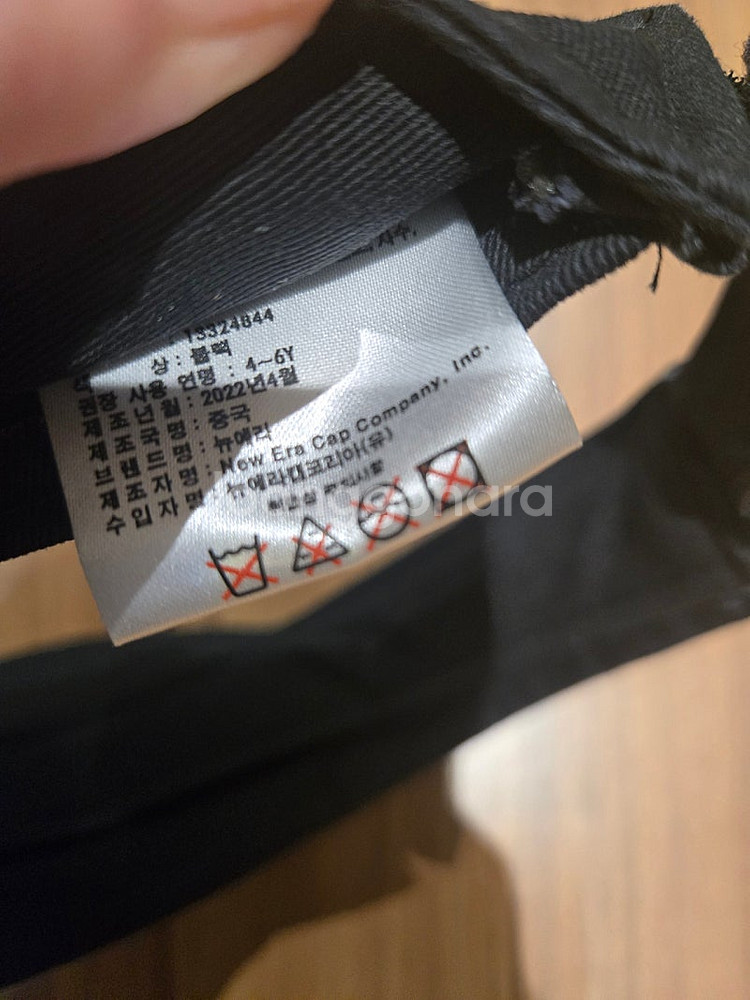 : 13324844
색 상 : 블랙
권장 사용 연령 : 4~6Y
제 조 년 월 : 2022년4월
제 조 국 명 : 중국
브 랜 드 명 : 뉴에라
제 조 자 명 : New Era Cap Company, Inc.
수 입 자 명 : 뉴에라캡코리아(유)